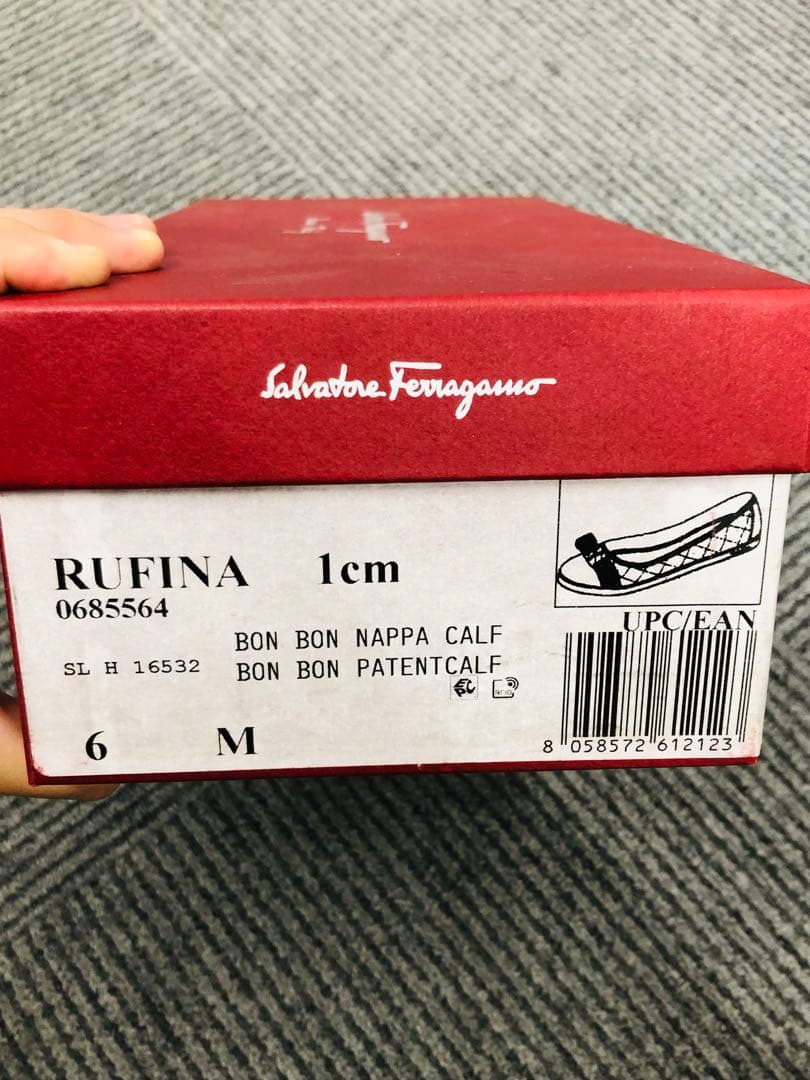 Salvatore Ferragamo
RUFINA 1cm
0685564
BON BON NAPPA CALF
SL H 16532 BON BON PATENTCALF
6 M
UPC/EAN
8 058572 612123